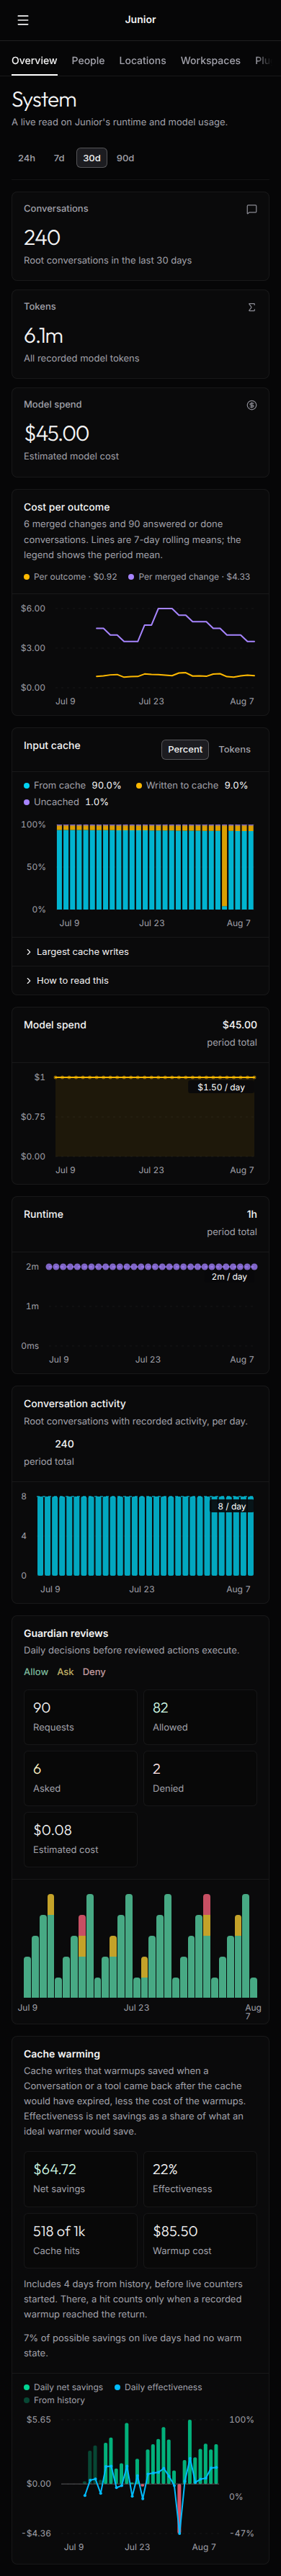 Junior
Overview People Locations Workspaces Plu
System
A live read on Junior's runtime and model usage.
24h 7d 30d 90d
Conversations
240
Root conversations in the last 30 days
Tokens
Σ
6.1m
All recorded model tokens
Model spend
$45.00
Estimated model cost
Cost per outcome
6 merged changes and 90 answered or done
conversations. Lines are 7-day rolling means; the
legend shows the period mean.
Per outcome · $0.92 Per merged change · $4.33
$6.00
$3.00
$0.00
Jul 9 Jul 23 Aug 7
Input cache
Percent Tokens
From cache 90.0% Written to cache 9.0%
Uncached 1.0%
100%
50%
0%
Jul 9 Jul 23 Aug 7
Largest cache writes
How to read this
Model spend $45.00
period total
$1
$1.50 / day
$0.75
$0.00
Jul 9 Jul 23 Aug 7
Runtime 1h
period total
2m
2m / day
1m
0ms
Jul 9 Jul 23 Aug 7
Conversation activity
Root conversations with recorded activity, per day.
240
period total
8
8 / day
4
0
Jul 9 Jul 23 Aug 7
Guardian reviews
Daily decisions before reviewed actions execute.
Allow Ask Deny
90 82
Requests Allowed
6 2
Asked Denied
$0.08
Estimated cost
Jul 9 Jul 23 Aug
7
Cache warming
Cache writes that warmups saved when a
Conversation or a tool came back after the cache
would have expired, less the cost of the warmups.
Effectiveness is net savings as a share of what an
ideal warmer would save.
$64.72 22%
Net savings Effectiveness
518 of 1k $85.50
Cache hits Warmup cost
Includes 4 days from history, before live counters
started. There, a hit counts only when a recorded
warmup reached the return.
7% of possible savings on live days had no warm
state.
Daily net savings Daily effectiveness
From history
$5.65 100%
$0.00
0%
-$4.36 -47%
Jul 9 Jul 23 Aug 7